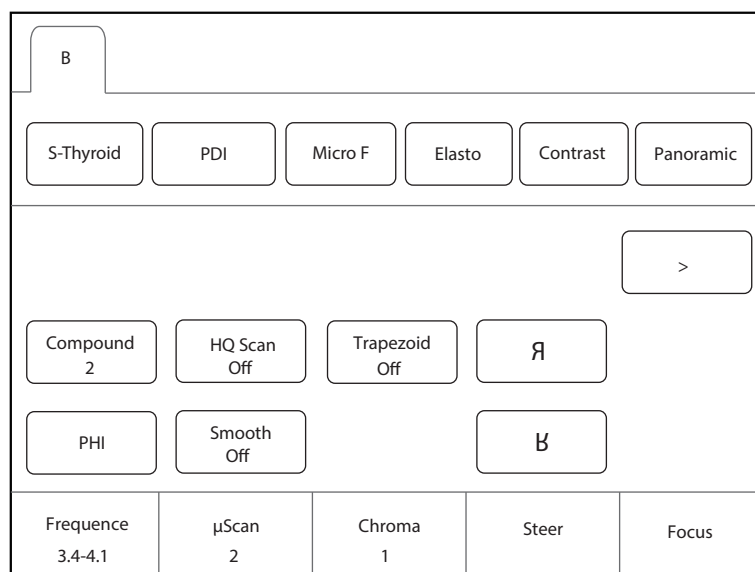 B
S-Thyroid PDI Micro F Elasto Contrast Panoramic
>
Compound HQ Scan Trapezoid Я
2 Off Off
PHI Smooth ᖉ
Off
Frequence µScan Chroma Steer Focus
3.4-4.1 2 1